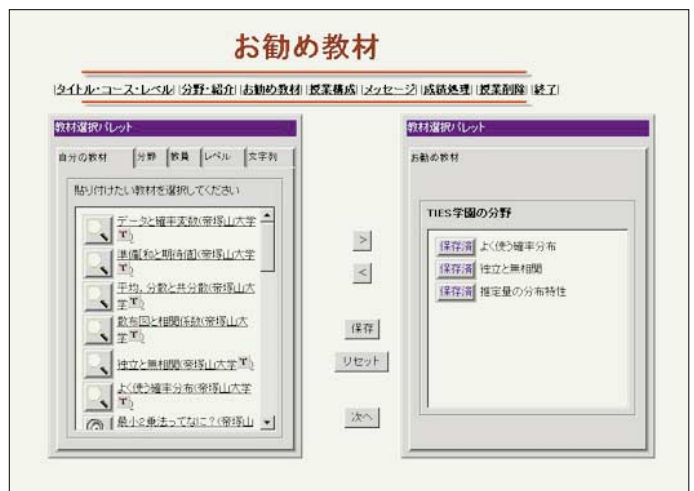 お勧め教材
|タイトル・コース・レベル| |分野・紹介| |お勧め教材| |授業構成| |メッセージ| |成績処理| |授業削除| |終了|
教材選択パレット
自分の教材 分野 教員 レベル 文字列
貼り付けたい教材を選択してください
データと確率変数(帝塚山大学
T)
準備[和と期待値](帝塚山大学
T)
平均，分散と共分散(帝塚山大
学T)
散布図と相関係数(帝塚山大
学T)
独立と無相関(帝塚山大学T)
よく使う確率分布(帝塚山大学
T)
最小2乗法ってなに?(帝塚山
>
<
保存
リセット
次へ
教材選択パレット
お勧め教材
TIES学園の分野
保存済 よく使う確率分布
保存済 独立と無相関
保存済 推定量の分布特性